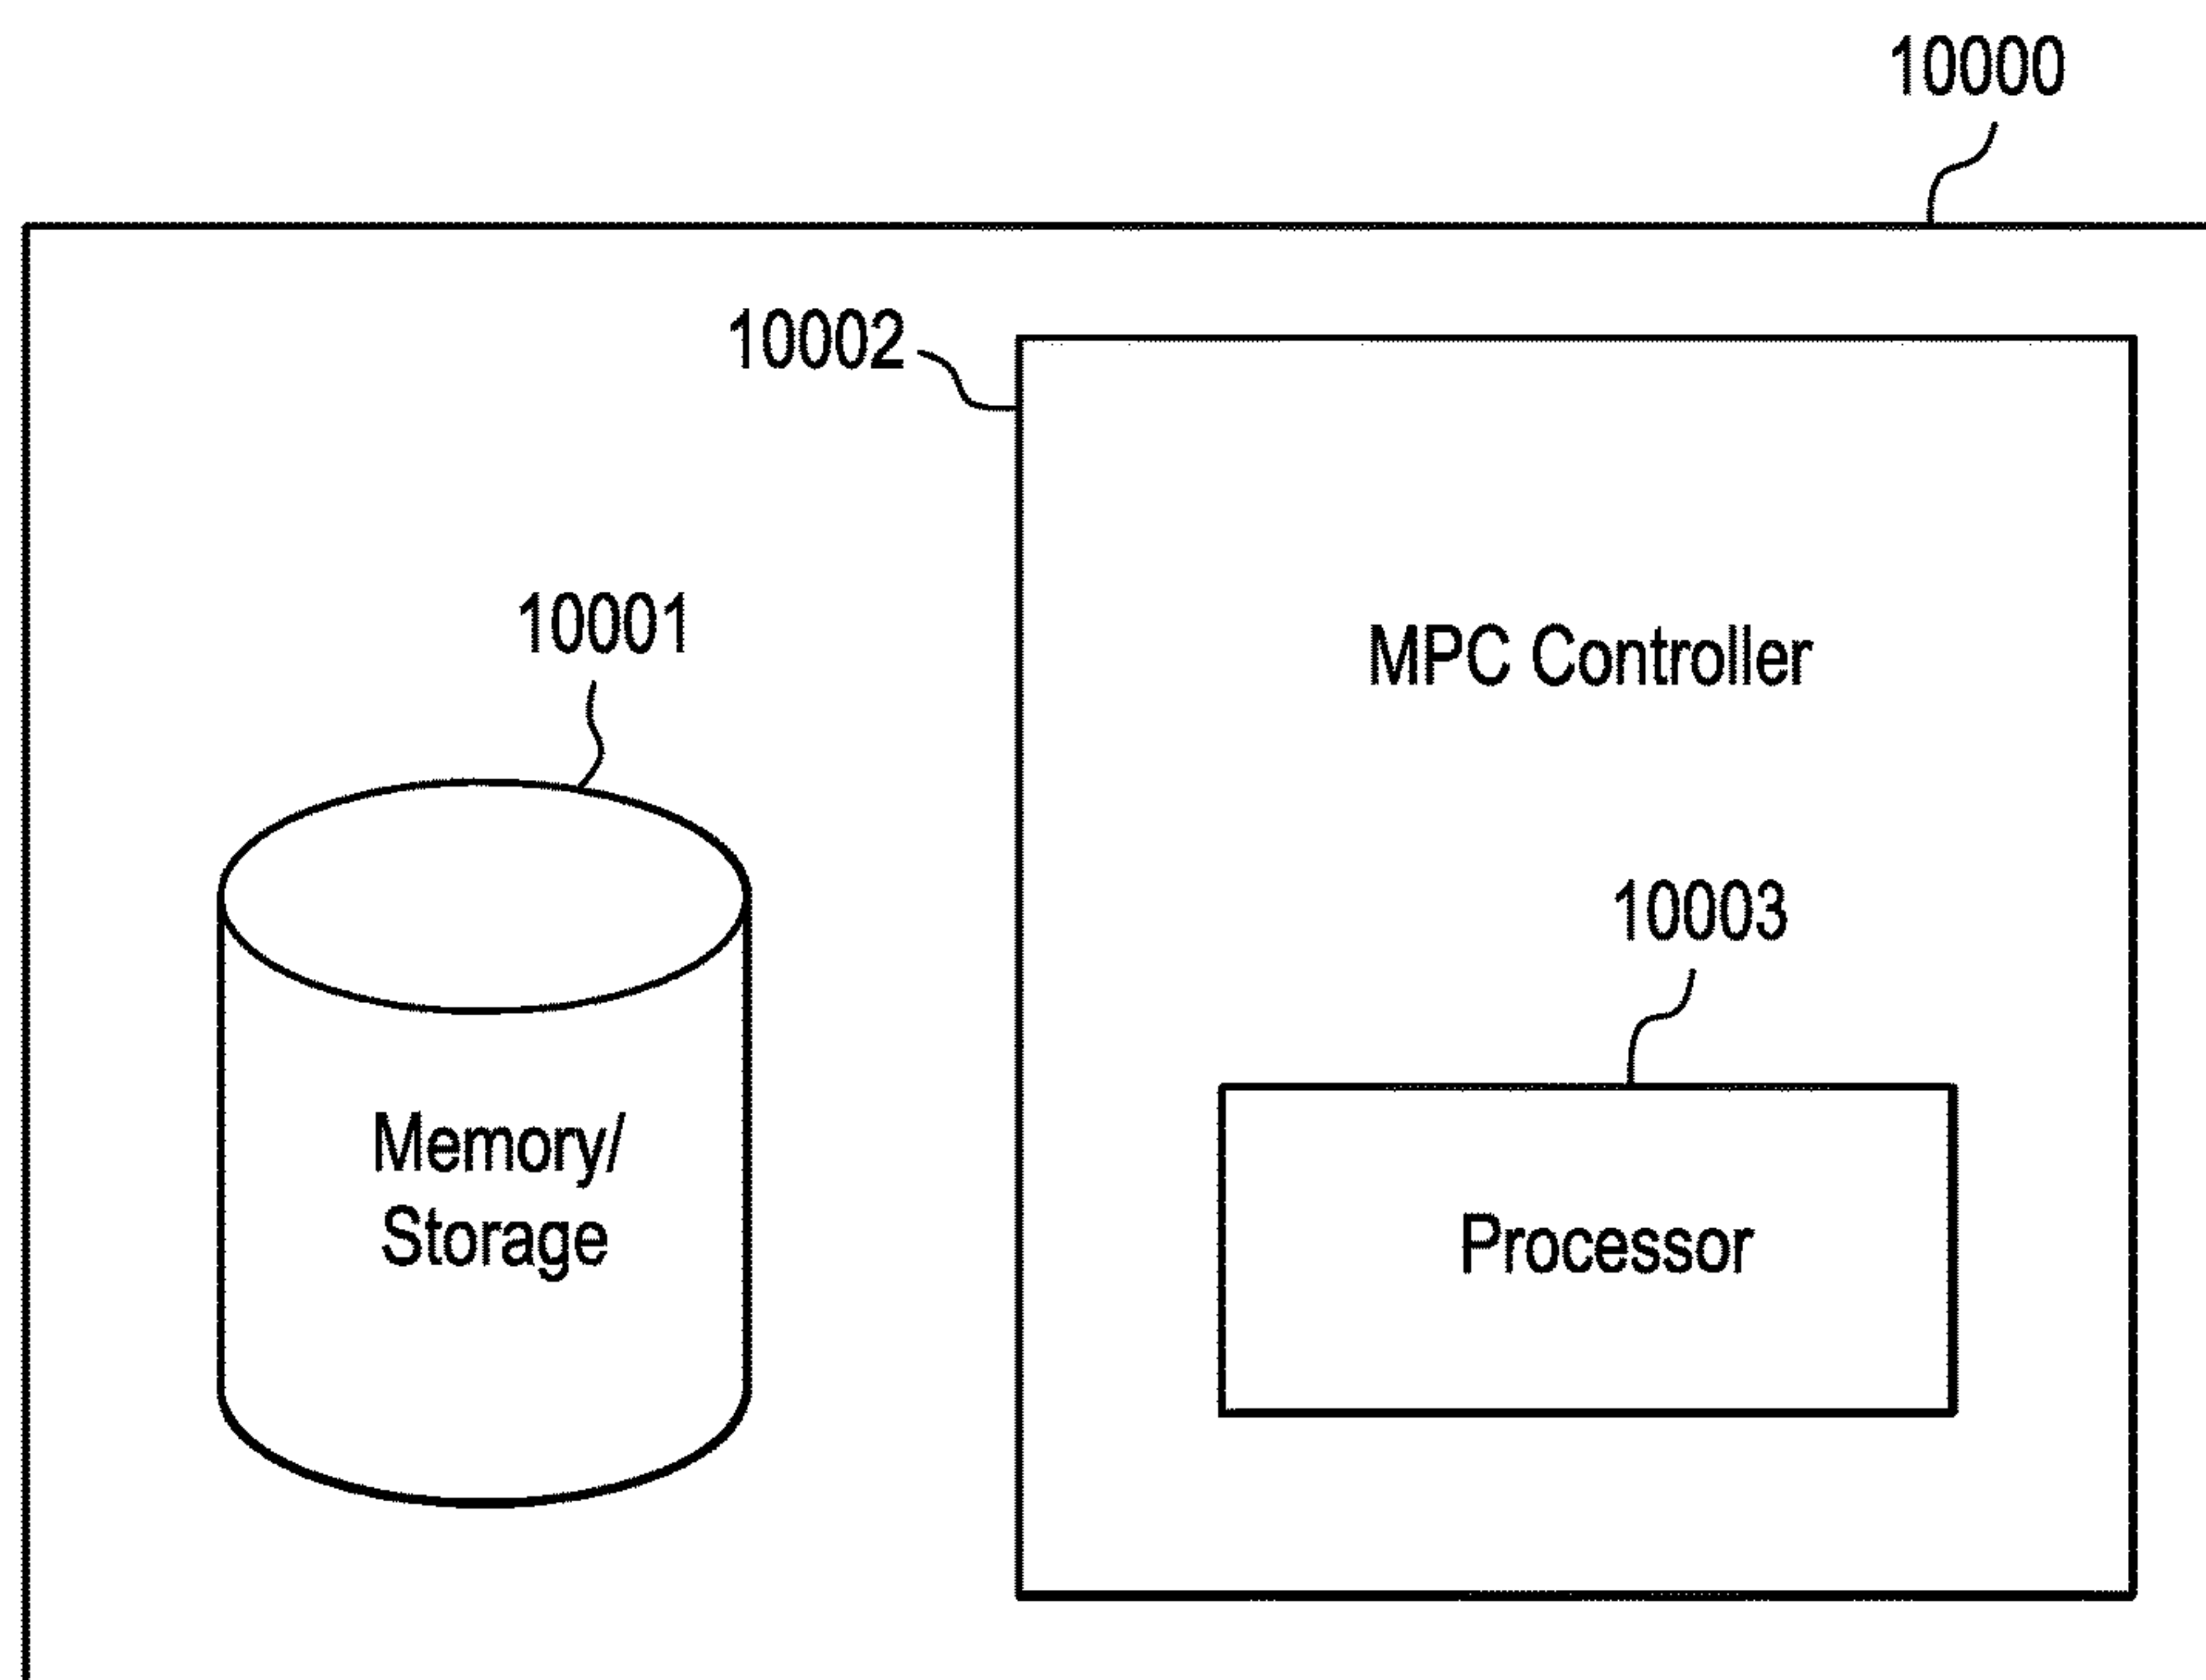 10000
10002
10001
MPC Controller
10003
Memory/
Storage
Processor